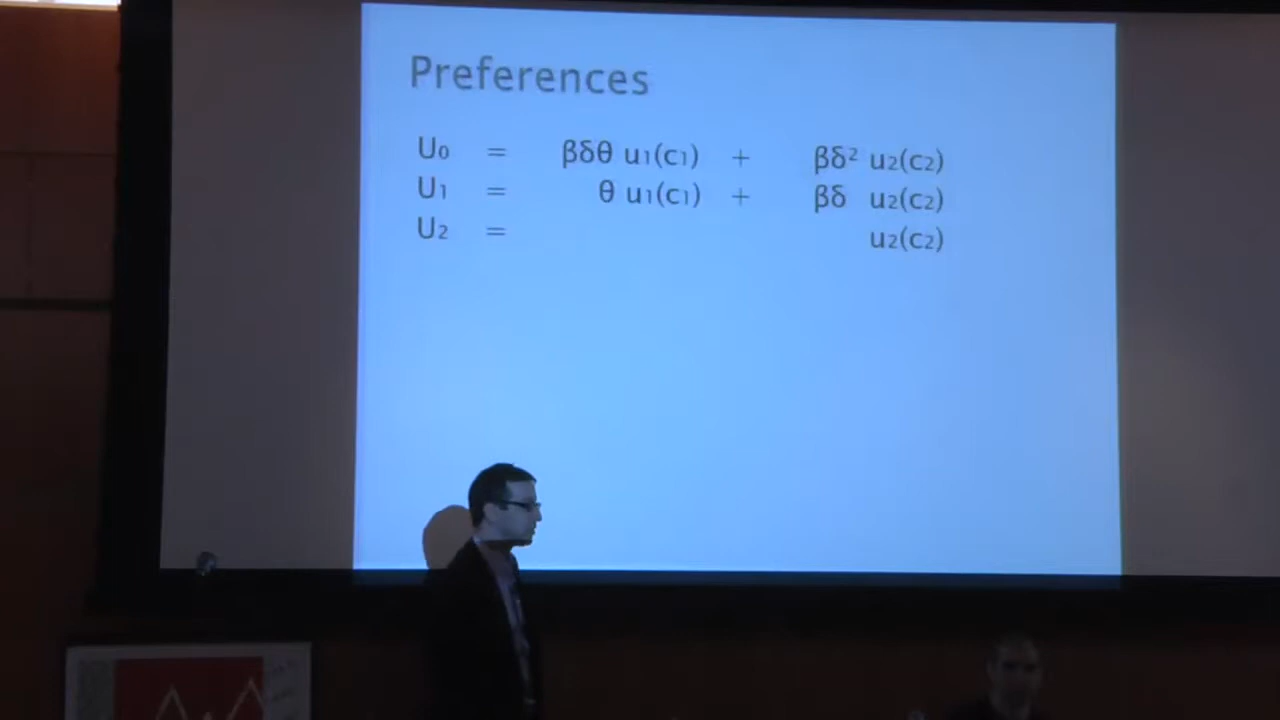 Preferences
U₀ = βδθ u₁(c₁) + βδ² u₂(c₂)
U₁ = θ u₁(c₁) + βδ u₂(c₂)
U₂ = u₂(c₂)